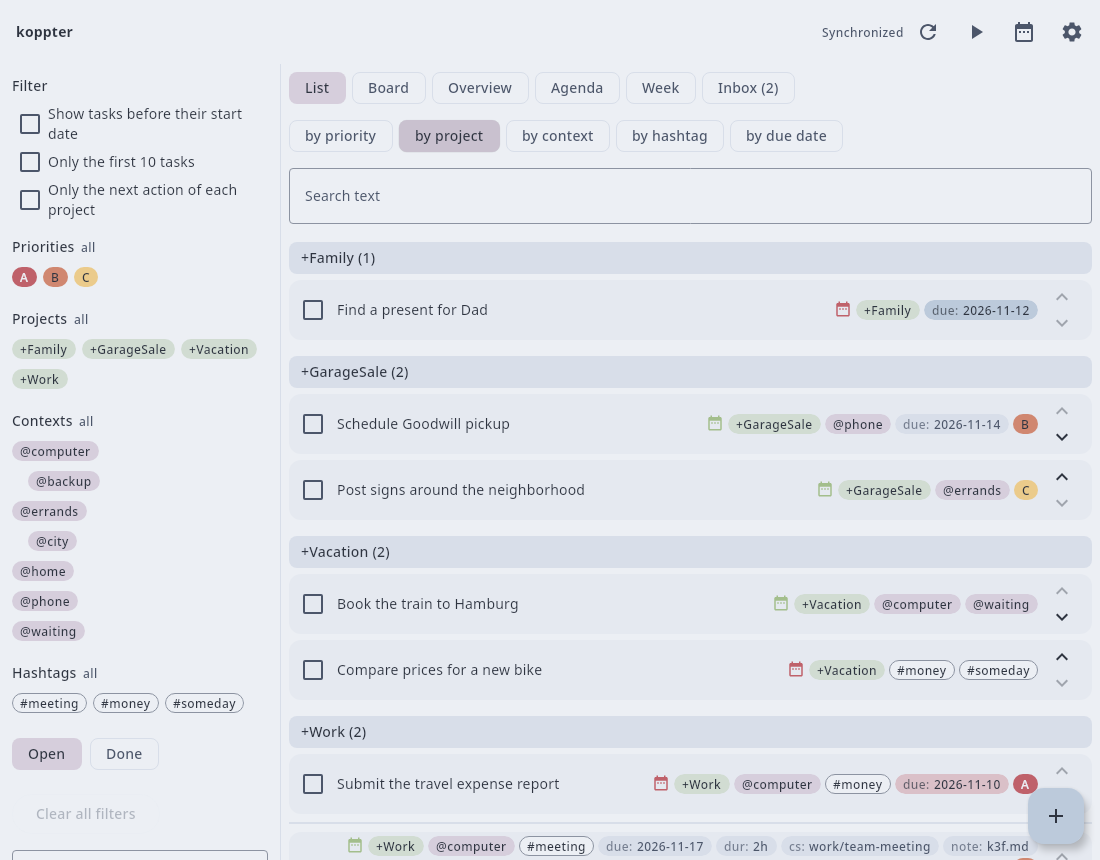 koppter
Synchronized
Filter
Show tasks before their start
date
Only the first 10 tasks
Only the next action of each
project
Priorities all
A B C
Projects all
+Family +GarageSale +Vacation
+Work
Contexts all
@computer
@backup
@errands
@city
@home
@phone
@waiting
Hashtags all
#meeting #money #someday
Open Done
Clear all filters
List Board Overview Agenda Week Inbox (2)
by priority by project by context by hashtag by due date
Search text
+Family (1)
Find a present for Dad +Family due: 2026-11-12
+GarageSale (2)
Schedule Goodwill pickup +GarageSale @phone due: 2026-11-14 B
Post signs around the neighborhood +GarageSale @errands C
+Vacation (2)
Book the train to Hamburg +Vacation @computer @waiting
Compare prices for a new bike +Vacation #money #someday
+Work (2)
Submit the travel expense report +Work @computer #money due: 2026-11-10 A
+Work @computer #meeting due: 2026-11-17 dur: 2h cs: work/team-meeting note: k3f.md